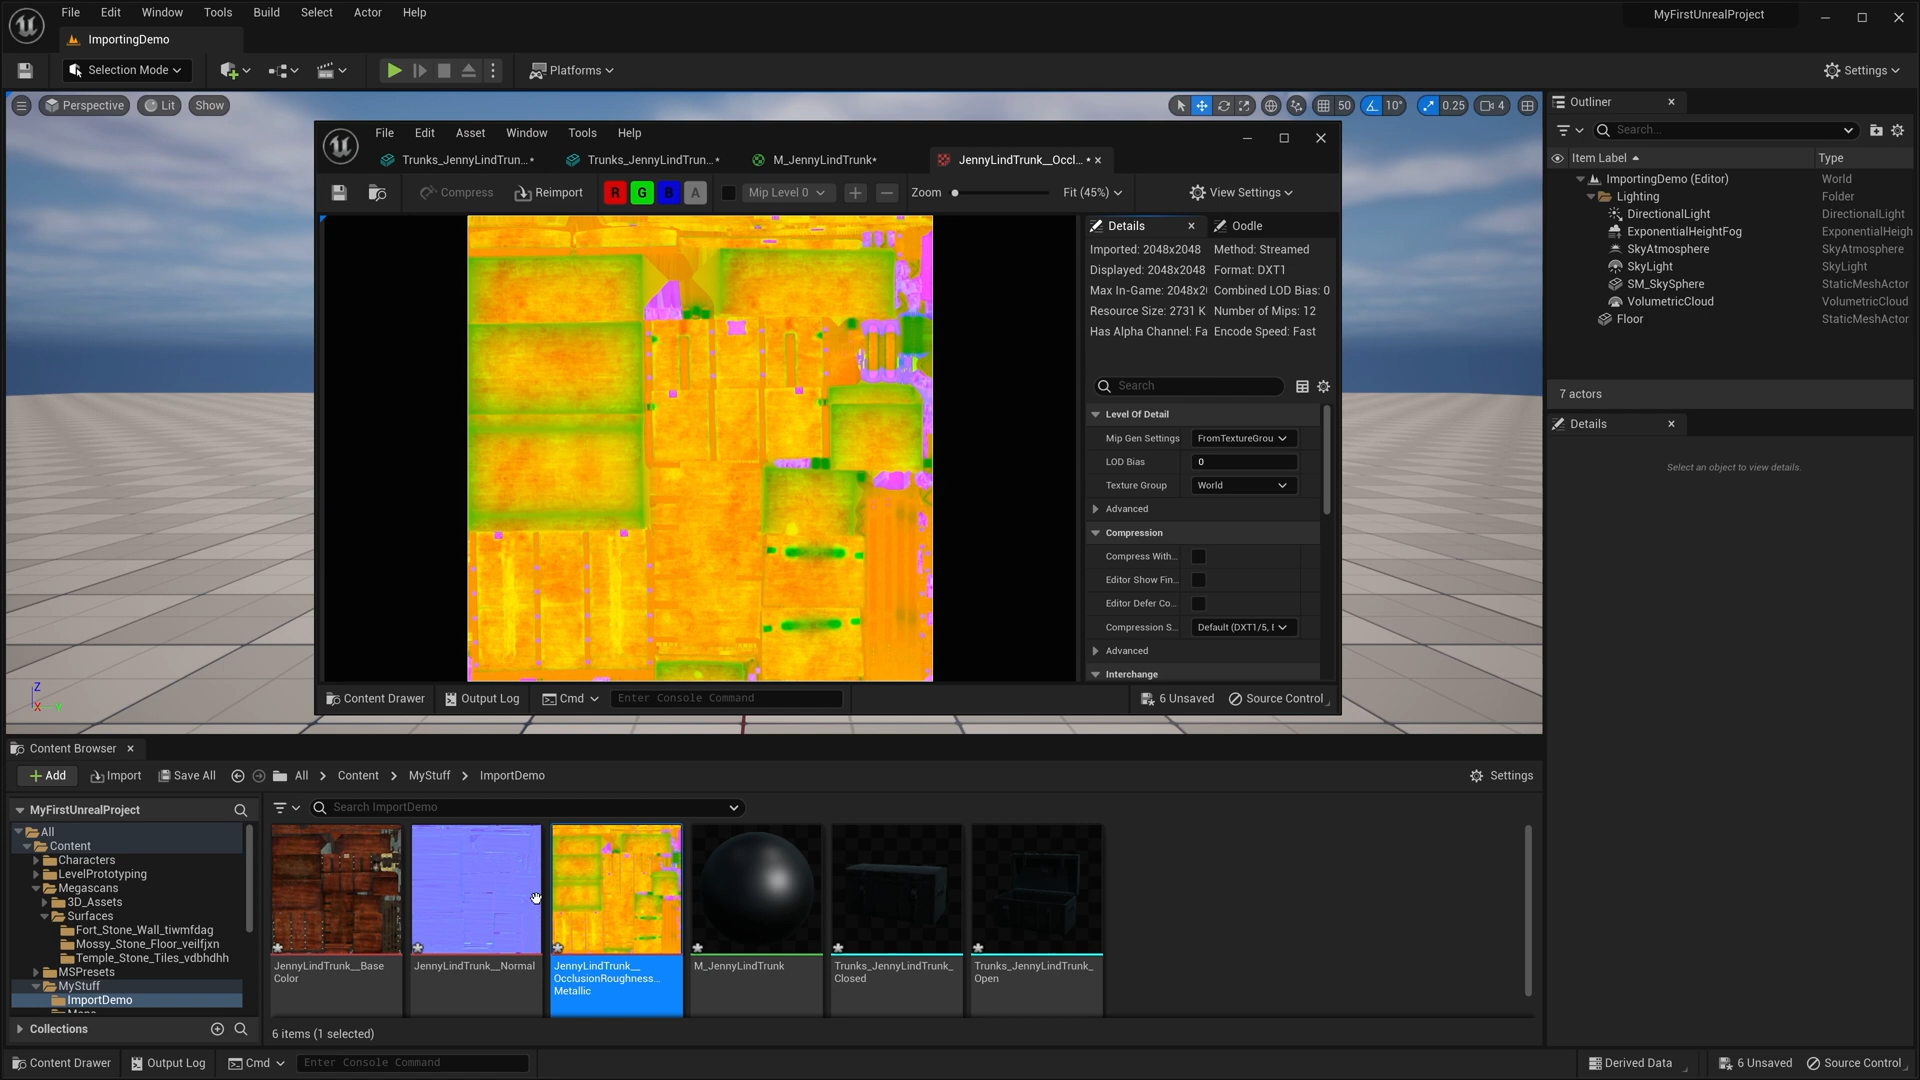 File Edit Window Tools Build Select Actor Help
MyFirstUnrealProject
ImportingDemo
Selection Mode
Platforms
Settings
Perspective Lit Show
50 10° 0.25 4
File Edit Asset Window Tools Help
Trunks_JennyLindTrun...* Trunks_JennyLindTrun...* M_JennyLindTrunk* JennyLindTrunk__Occl...*
Compress Reimport R G B A Mip Level 0 Zoom Fit (45%) View Settings
Details Oodle
Imported: 2048x2048 Method: Streamed
Displayed: 2048x2048 Format: DXT1
Max In-Game: 2048x2( Combined LOD Bias: 0
Resource Size: 2731 K Number of Mips: 12
Has Alpha Channel: Fa Encode Speed: Fast
Search
Level Of Detail
Mip Gen Settings FromTextureGrou
LOD Bias 0
Texture Group World
Advanced
Compression
Compress With...
Editor Show Fin...
Editor Defer Co...
Compression S... Default (DXT1/5, E
Advanced
Interchange
Content Drawer Output Log Cmd Enter Console Command 6 Unsaved Source Control
Z
X
Outliner
Search...
Item Label Type
ImportingDemo (Editor) World
Lighting Folder
DirectionalLight DirectionalLight
ExponentialHeightFog ExponentialHeigh
SkyAtmosphere SkyAtmosphere
SkyLight SkyLight
SM_SkySphere StaticMeshActor
VolumetricCloud VolumetricCloud
Floor StaticMeshActor
7 actors
Details
Select an object to view details.
Content Browser
Add Import Save All All Content MyStuff ImportDemo Settings
MyFirstUnrealProject
Search ImportDemo
All
Content
Characters
LevelPrototyping
Megascans
3D_Assets
Surfaces
Fort_Stone_Wall_tiwmfdag
Mossy_Stone_Floor_veilfjxn
Temple_Stone_Tiles_vdbhdhh
MSPresets
MyStuff
ImportDemo
Collections
JennyLindTrunk__Base
Color
JennyLindTrunk__Normal
JennyLindTrunk__
OcclusionRoughness...
Metallic
M_JennyLindTrunk
Trunks_JennyLindTrunk_
Closed
Trunks_JennyLindTrunk_
Open
6 items (1 selected)
Content Drawer Output Log Cmd Enter Console Command Derived Data 6 Unsaved Source Control